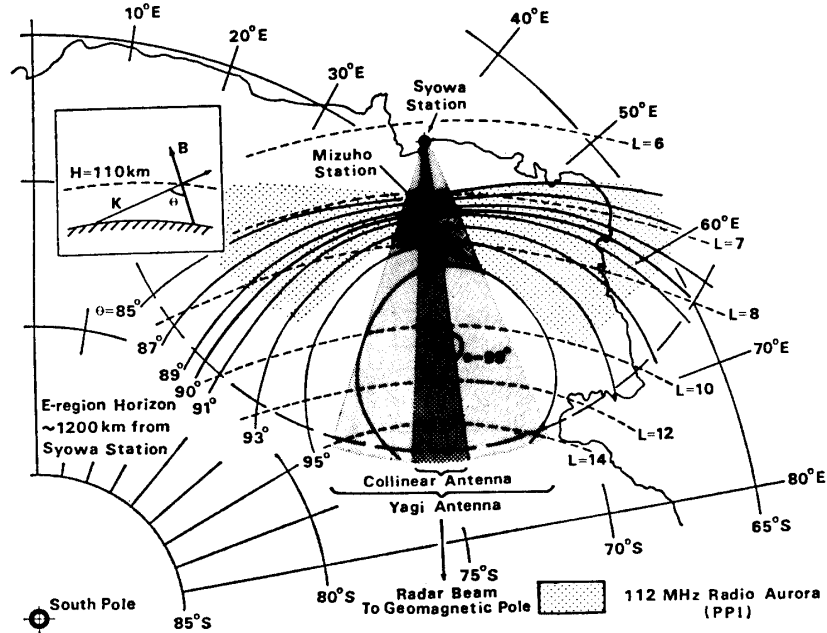 10°E
20°E
30°E
40°E
Syowa
Station
50°E
B
H=110km
K
θ
Mizuho
Station
L=6
60°E
L=7
L=8
θ=85°
87°
89°
90°
91°
93°
95°
70°E
L=10
L=12
L=14
E-region Horizon
~1200km from
Syowa Station
Collinear Antenna
Yagi Antenna
80°E
65°S
70°S
75°S
80°S
85°S
Radar Beam
To Geomagnetic Pole
South Pole
112 MHz Radio Aurora
(PPI)